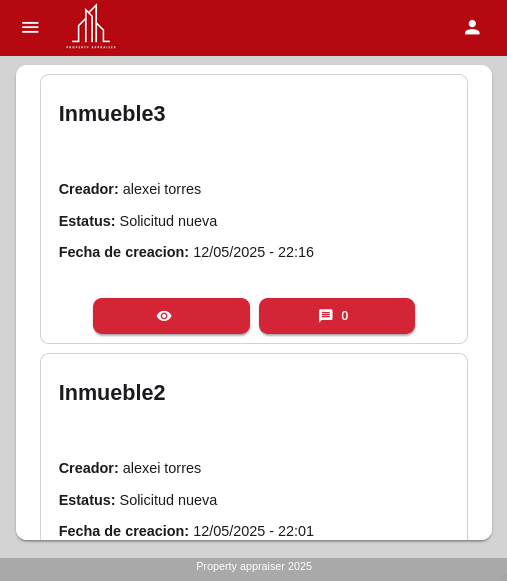 PROPERTY APPRAISER
Inmueble3
Creador: alexei torres
Estatus: Solicitud nueva
Fecha de creacion: 12/05/2025 - 22:16
0
Inmueble2
Creador: alexei torres
Estatus: Solicitud nueva
Fecha de creacion: 12/05/2025 - 22:01
Property appraiser 2025